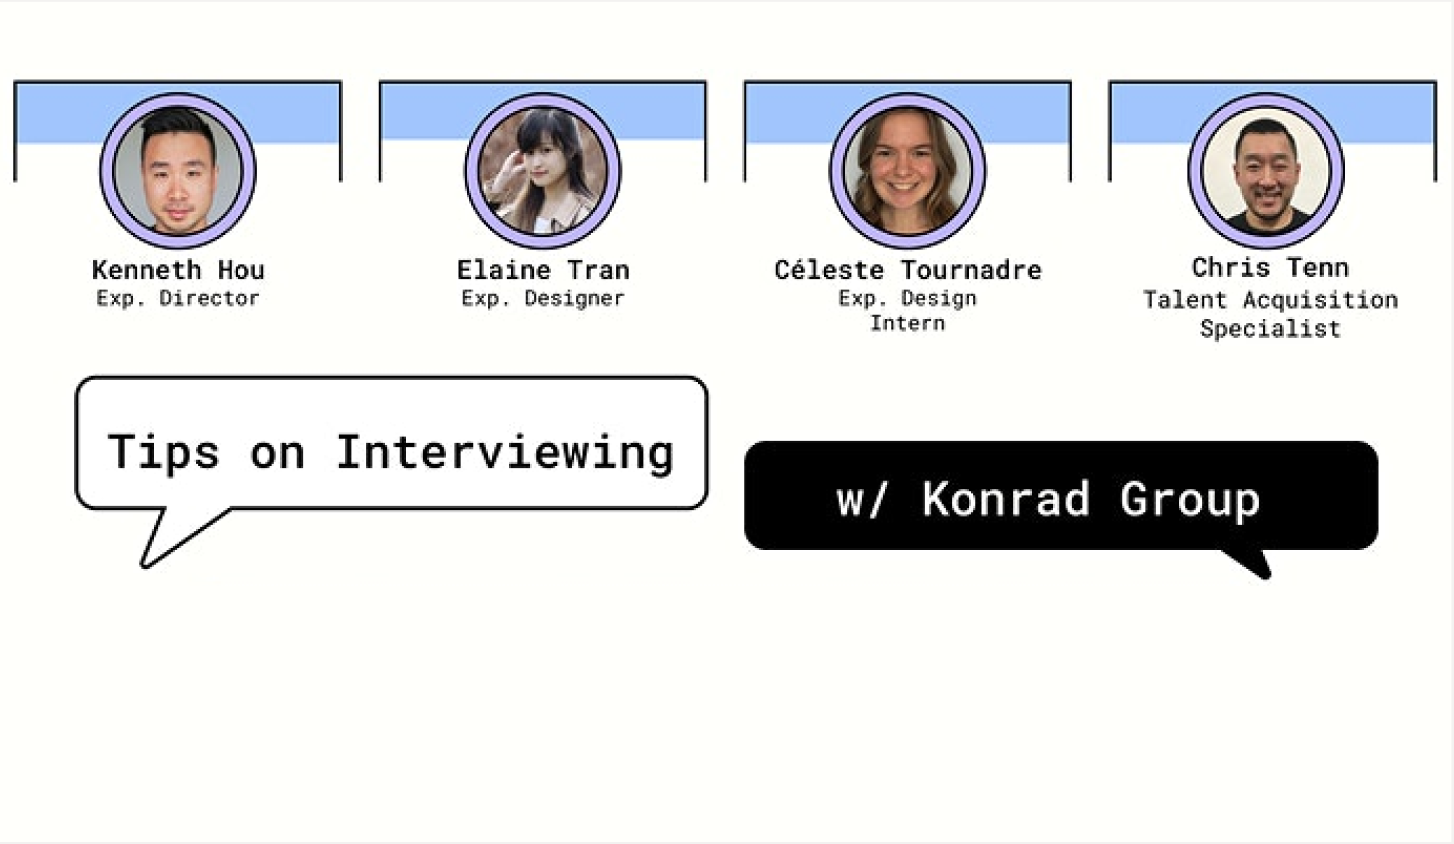 Kenneth Hou
Exp. Director
Elaine Tran
Exp. Designer
Céleste Tournadre
Exp. Design
Intern
Chris Tenn
Talent Acquisition
Specialist
Tips on Interviewing
w/ Konrad Group